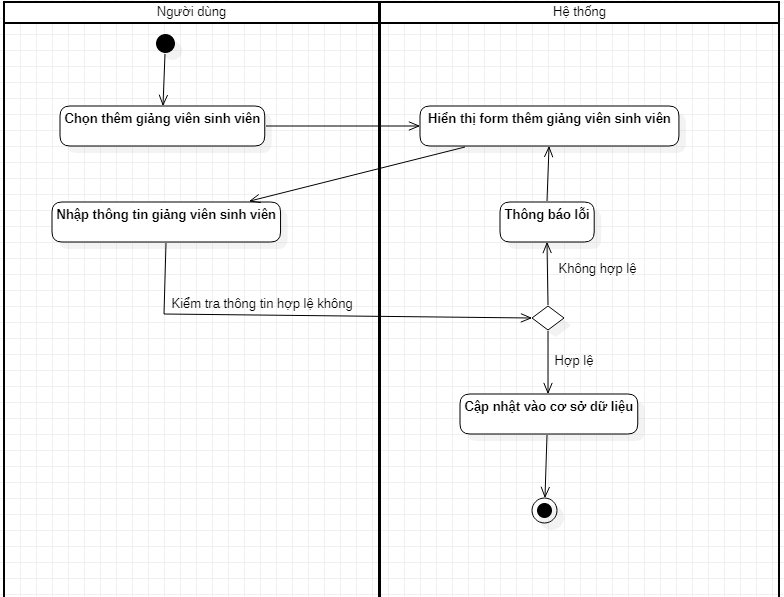 Người dùng
Hệ thống
Chọn thêm giảng viên sinh viên
Hiển thị form thêm giảng viên sinh viên
Nhập thông tin giảng viên sinh viên
Thông báo lỗi
Không hợp lệ
Kiểm tra thông tin hợp lệ không
Hợp lệ
Cập nhật vào cơ sở dữ liệu